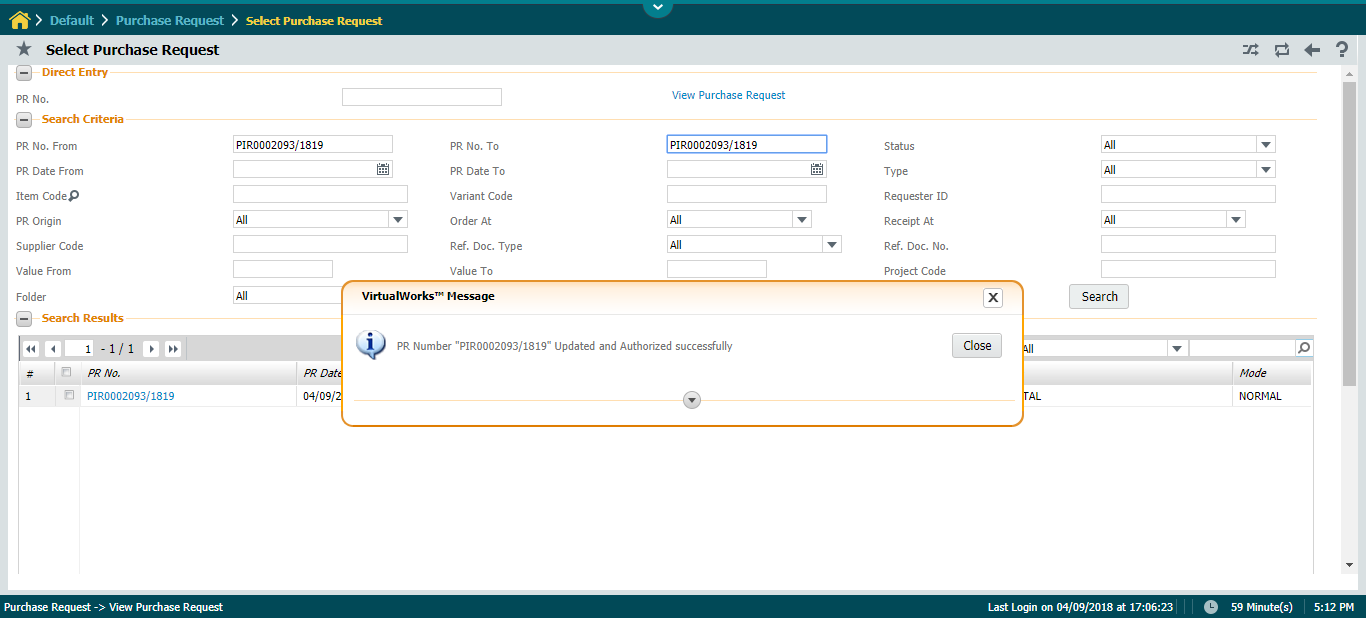 Default Purchase Request Select Purchase Request
Select Purchase Request
Direct Entry
PR No. View Purchase Request
Search Criteria
PR No. From PIR0002093/1819 PR No. To PIR0002093/1819 Status All
PR Date From PR Date To Type All
Item Code Variant Code Requester ID
PR Origin All Order At All Receipt At All
Supplier Code Ref. Doc. Type All Ref. Doc. No.
Value From Value To Project Code
Folder All Search
VirtualWorks™ Message X
PR Number "PIR0002093/1819" Updated and Authorized successfully Close
Search Results
1 - 1 / 1 All
# PR No. PR Date Mode
1 PIR0002093/1819 04/09/2 TAL NORMAL
Purchase Request -> View Purchase Request Last Login on 04/09/2018 at 17:06:23 59 Minute(s) 5:12 PM